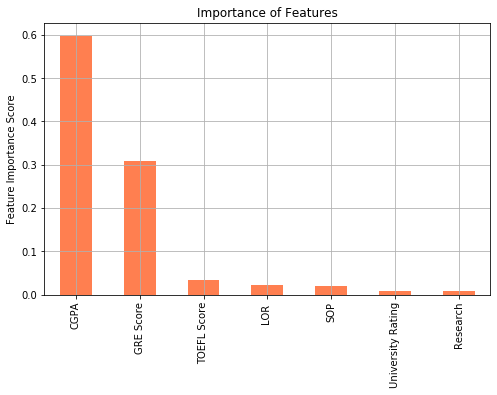 Importance of Features
Feature Importance Score
0.6
0.5
0.4
0.3
0.2
0.1
0.0
CGPA
GRE Score
TOEFL Score
LOR
SOP
University Rating
Research